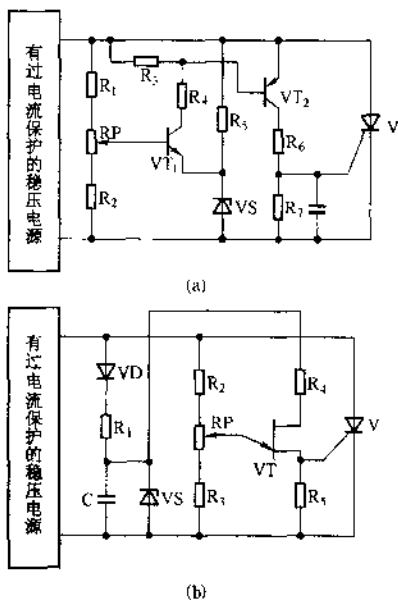 有过电流保护的稳压电源
R1
RP
R2
R3
R4
VT1
R5
VS
VT2
R6
R7
V
(a)
有过电流保护的稳压电源
VD
R1
C
VS
R2
RP
R3
R4
VT
R5
V
(b)